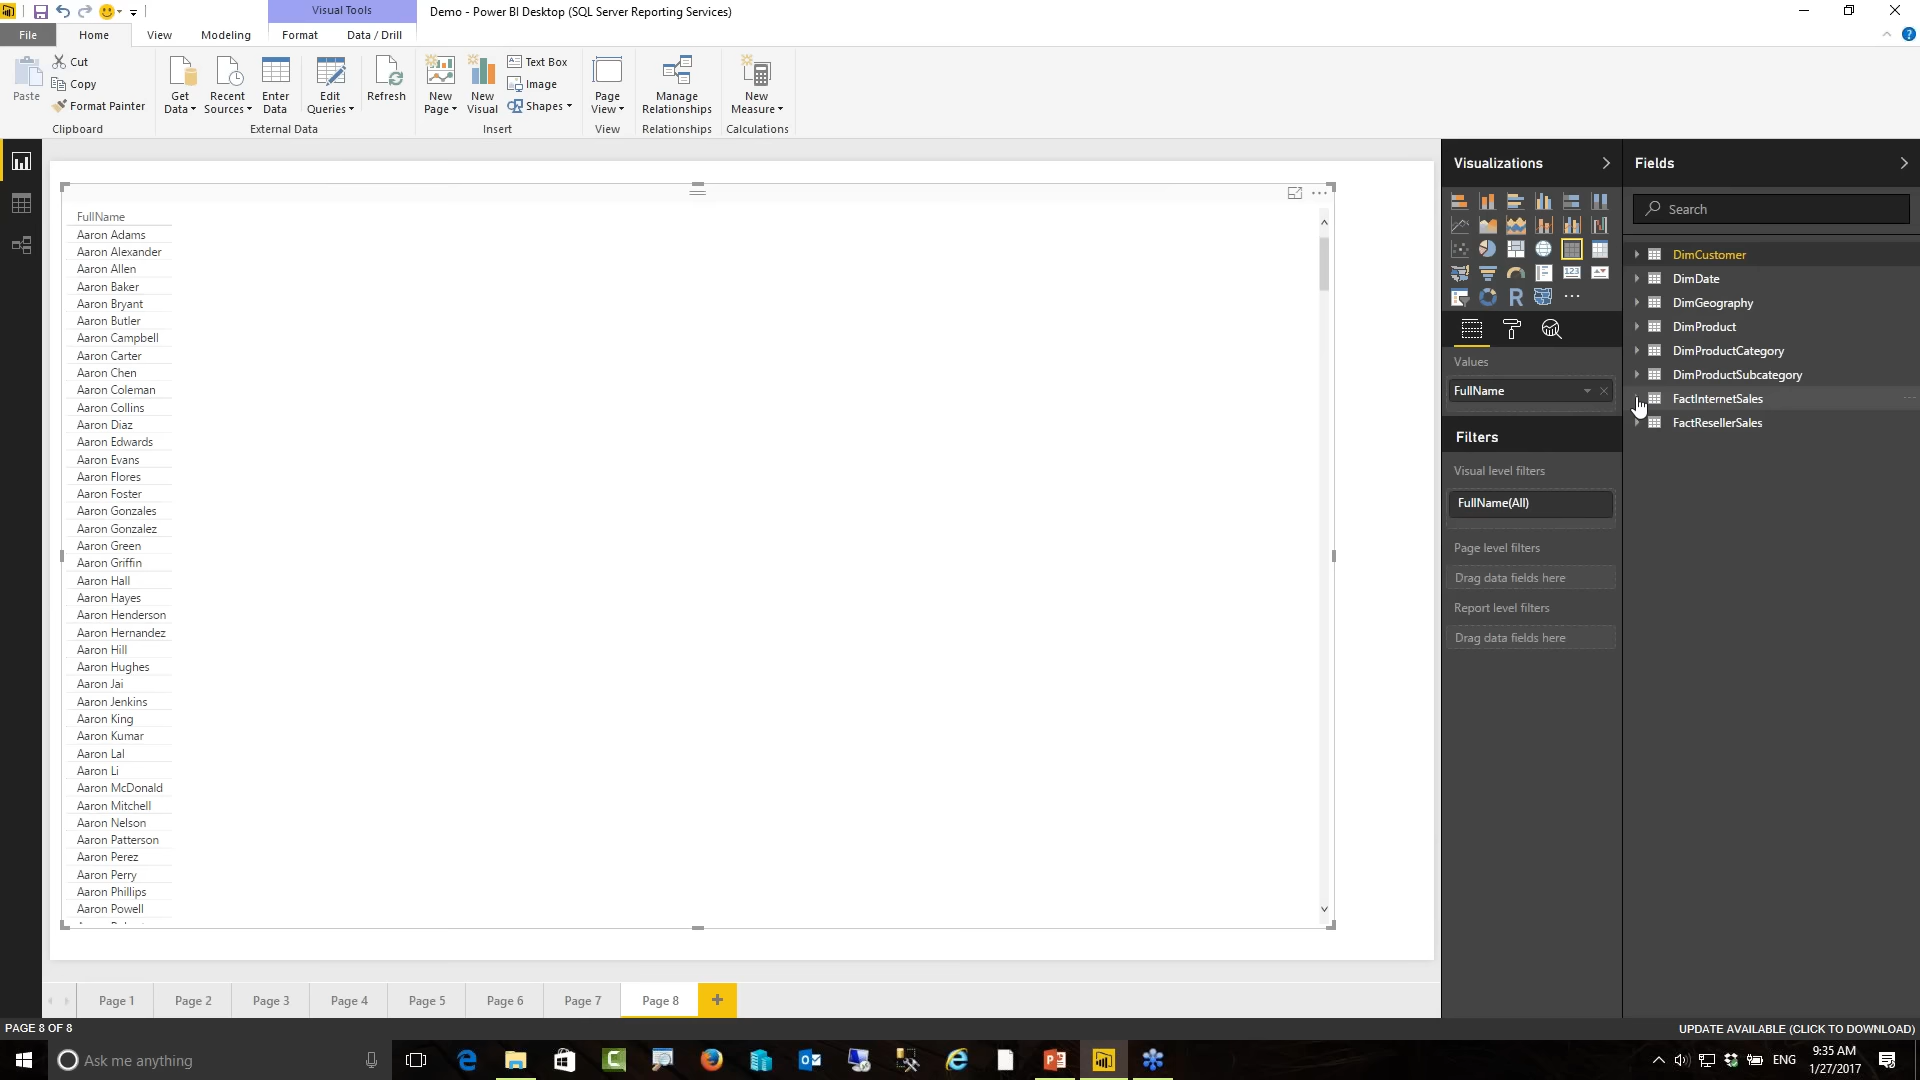 Visual Tools
Demo - Power BI Desktop (SQL Server Reporting Services)
File
Home
View
Modeling
Format
Data / Drill
Paste
Cut
Copy
Format Painter
Get Data
Recent Sources
Enter Data
Edit Queries
Refresh
New Page
New Visual
Text Box
Image
Shapes
Page View
Manage Relationships
New Measure
Clipboard
External Data
Insert
View
Relationships
Calculations
FullName
Aaron Adams
Aaron Alexander
Aaron Allen
Aaron Baker
Aaron Bryant
Aaron Butler
Aaron Campbell
Aaron Carter
Aaron Chen
Aaron Coleman
Aaron Collins
Aaron Diaz
Aaron Edwards
Aaron Evans
Aaron Flores
Aaron Foster
Aaron Gonzales
Aaron Gonzalez
Aaron Green
Aaron Griffin
Aaron Hall
Aaron Hayes
Aaron Henderson
Aaron Hernandez
Aaron Hill
Aaron Hughes
Aaron Jai
Aaron Jenkins
Aaron King
Aaron Kumar
Aaron Lal
Aaron Li
Aaron McDonald
Aaron Mitchell
Aaron Nelson
Aaron Patterson
Aaron Perez
Aaron Perry
Aaron Phillips
Aaron Powell
Visualizations
R
123
Values
FullName
Filters
Visual level filters
FullName(All)
Page level filters
Drag data fields here
Report level filters
Drag data fields here
Fields
Search
DimCustomer
DimDate
DimGeography
DimProduct
DimProductCategory
DimProductSubcategory
FactInternetSales
FactResellerSales
Page 1
Page 2
Page 3
Page 4
Page 5
Page 6
Page 7
Page 8
PAGE 8 OF 8
UPDATE AVAILABLE (CLICK TO DOWNLOAD)
Ask me anything
ENG
9:35 AM
1/27/2017